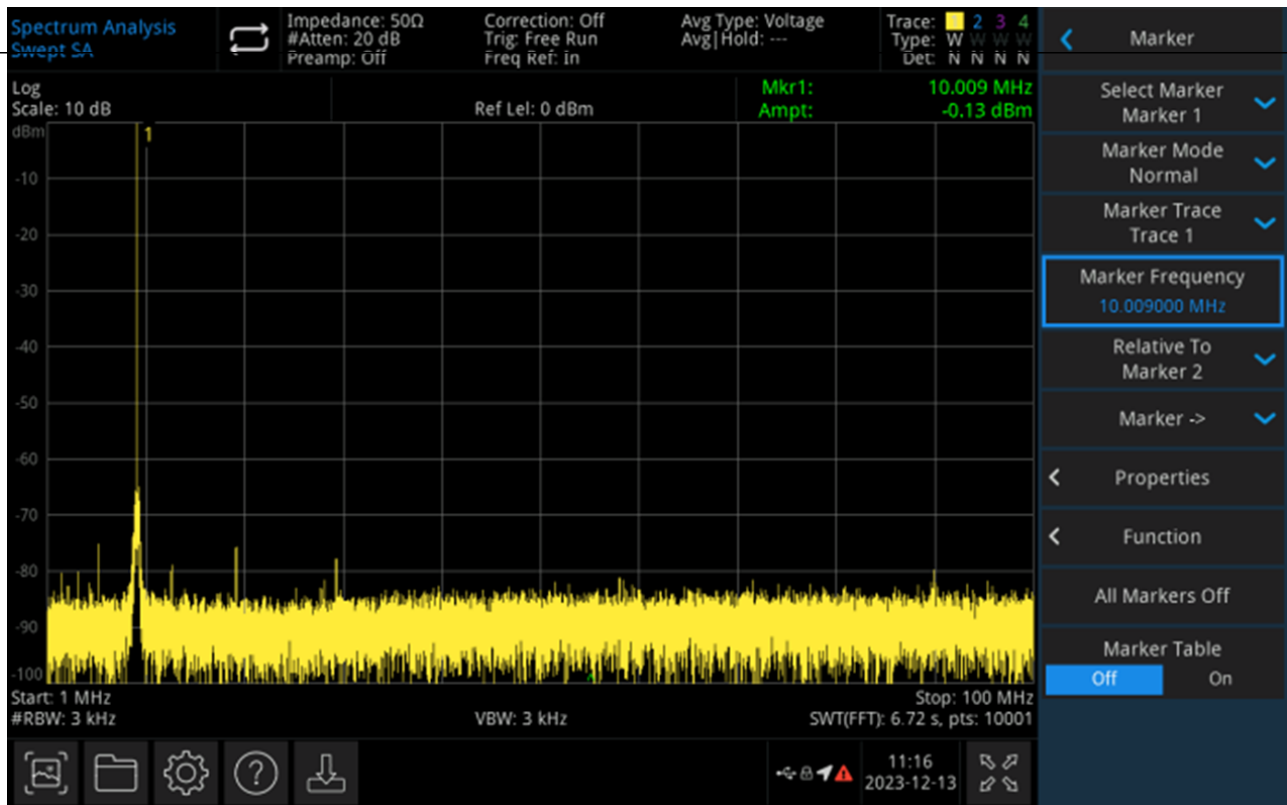 Spectrum Analysis
Swept SA
Impedance: 50Ω
#Atten: 20 dB
Preamp: Off
Correction: Off
Trig: Free Run
Freq Ref: In
Avg Type: Voltage
Avg|Hold: ---
Trace: 1 2 3 4
Type: W W W W
Det: N N N N
Log
Scale: 10 dB
Ref Lel: 0 dBm
Mkr1: 10.009 MHz
Ampt: -0.13 dBm
dBm
1
-10
-20
-30
-40
-50
-60
-70
-80
-90
-100
Start: 1 MHz
#RBW: 3 kHz
VBW: 3 kHz
Stop: 100 MHz
SWT(FFT): 6.72 s, pts: 10001
11:16
2023-12-13
Marker
Select Marker
Marker 1
Marker Mode
Normal
Marker Trace
Trace 1
Marker Frequency
10.009000 MHz
Relative To
Marker 2
Marker ->
Properties
Function
All Markers Off
Marker Table
Off On